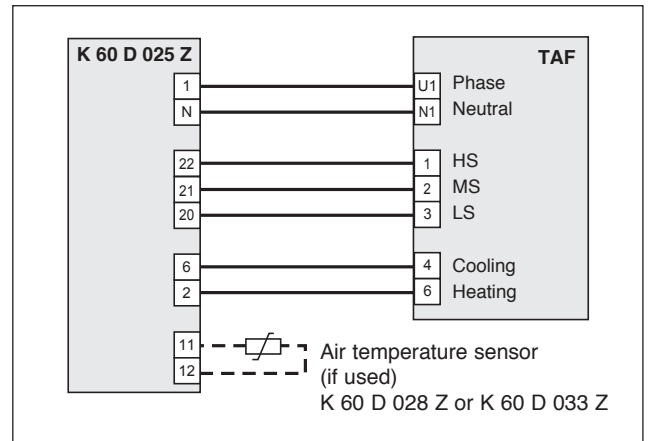 K 60 D 025 Z
TAF
1
U1 Phase
N
N1 Neutral
22
1 HS
21
2 MS
20
3 LS
6
4 Cooling
2
6 Heating
11
12
Air temperature sensor
(if used)
K 60 D 028 Z or K 60 D 033 Z